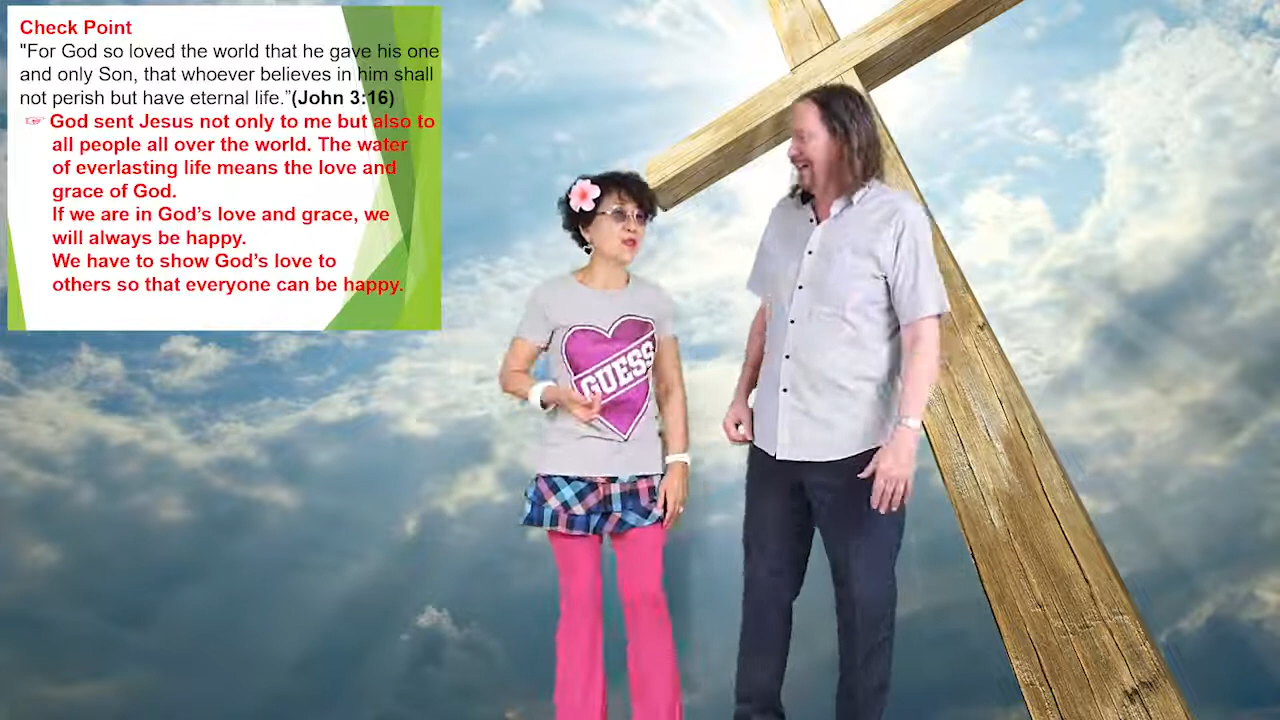 Check Point
"For God so loved the world that he gave his one
and only Son, that whoever believes in him shall
not perish but have eternal life.”(John 3:16)
☞ God sent Jesus not only to me but also to
all people all over the world. The water
of everlasting life means the love and
grace of God.
If we are in God’s love and grace, we
will always be happy.
We have to show God’s love to
others so that everyone can be happy.
GUESS